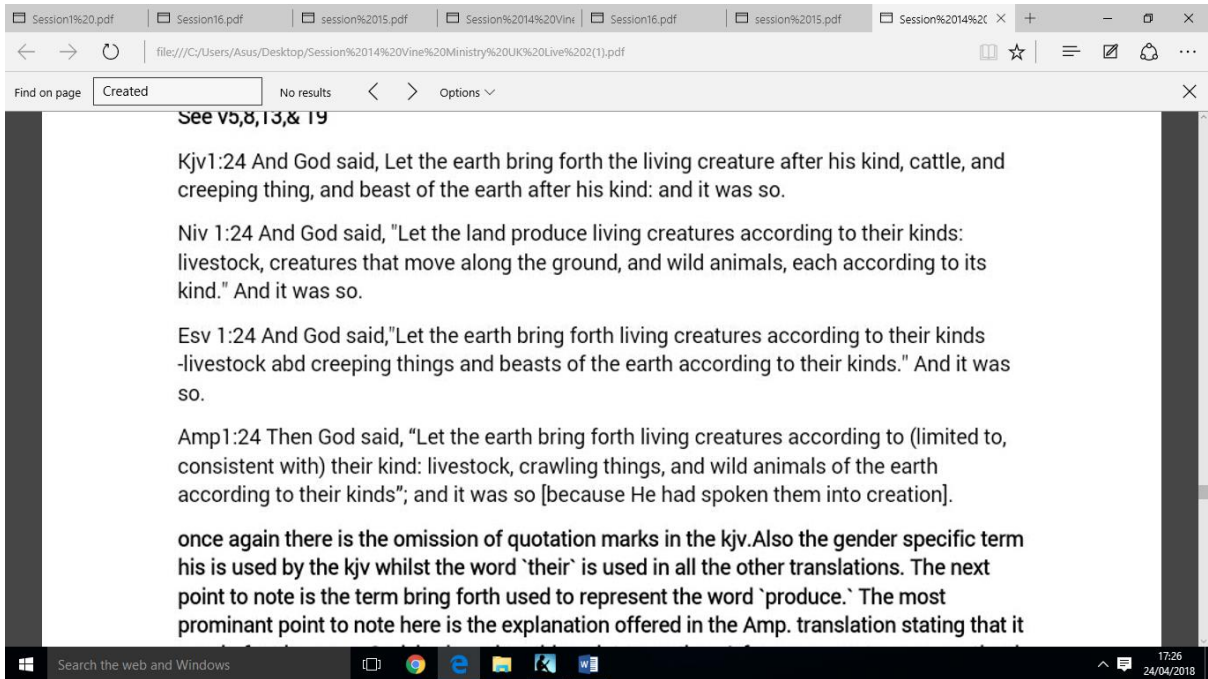 Session1%20.pdf Session16.pdf session%2015.pdf Session%2014%20Vine Session16.pdf session%2015.pdf Session%2014%20
file:///C:/Users/Asus/Desktop/Session%2014%20Vine%20Ministry%20UK%20Live%202(1).pdf
Find on page Created No results Options
See v5,8,13,& 19
Kjv1:24 And God said, Let the earth bring forth the living creature after his kind, cattle, and
creeping thing, and beast of the earth after his kind: and it was so.
Niv 1:24 And God said, "Let the land produce living creatures according to their kinds:
livestock, creatures that move along the ground, and wild animals, each according to its
kind." And it was so.
Esv 1:24 And God said,"Let the earth bring forth living creatures according to their kinds
-livestock abd creeping things and beasts of the earth according to their kinds." And it was
so.
Amp1:24 Then God said, “Let the earth bring forth living creatures according to (limited to,
consistent with) their kind: livestock, crawling things, and wild animals of the earth
according to their kinds”; and it was so [because He had spoken them into creation].
once again there is the omission of quotation marks in the kjv.Also the gender specific term
his is used by the kjv whilst the word `their` is used in all the other translations. The next
point to note is the term bring forth used to represent the word `produce.` The most
prominant point to note here is the explanation offered in the Amp. translation stating that it
Search the web and Windows
17:26
24/04/2018